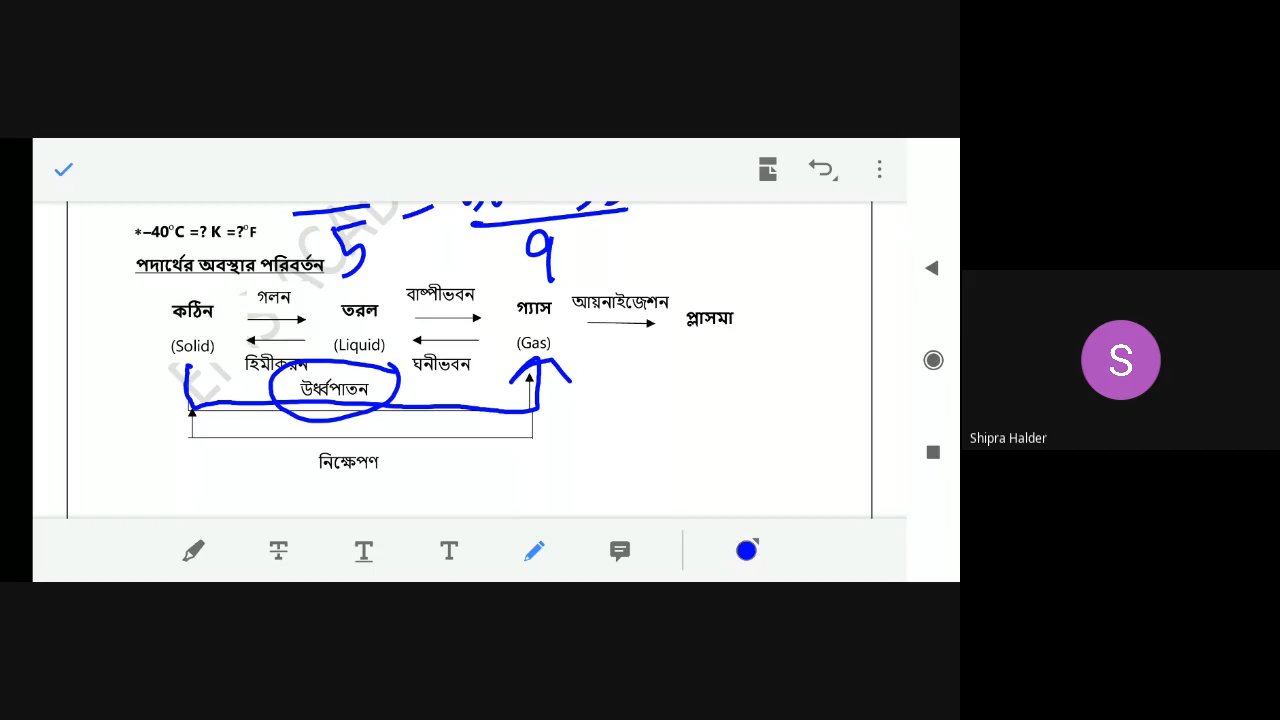 5
9
*–40°C =? K =?°F
পদার্থের অবস্থার পরিবর্তন
কঠিন গলন তরল বাষ্পীভবন গ্যাস আয়নাইজেশন প্লাসমা
(Solid) (Liquid) (Gas)
হিমীকরন ঘনীভবন
উর্ধ্বপাতন
নিক্ষেপণ
T T T
S
Shipra Halder